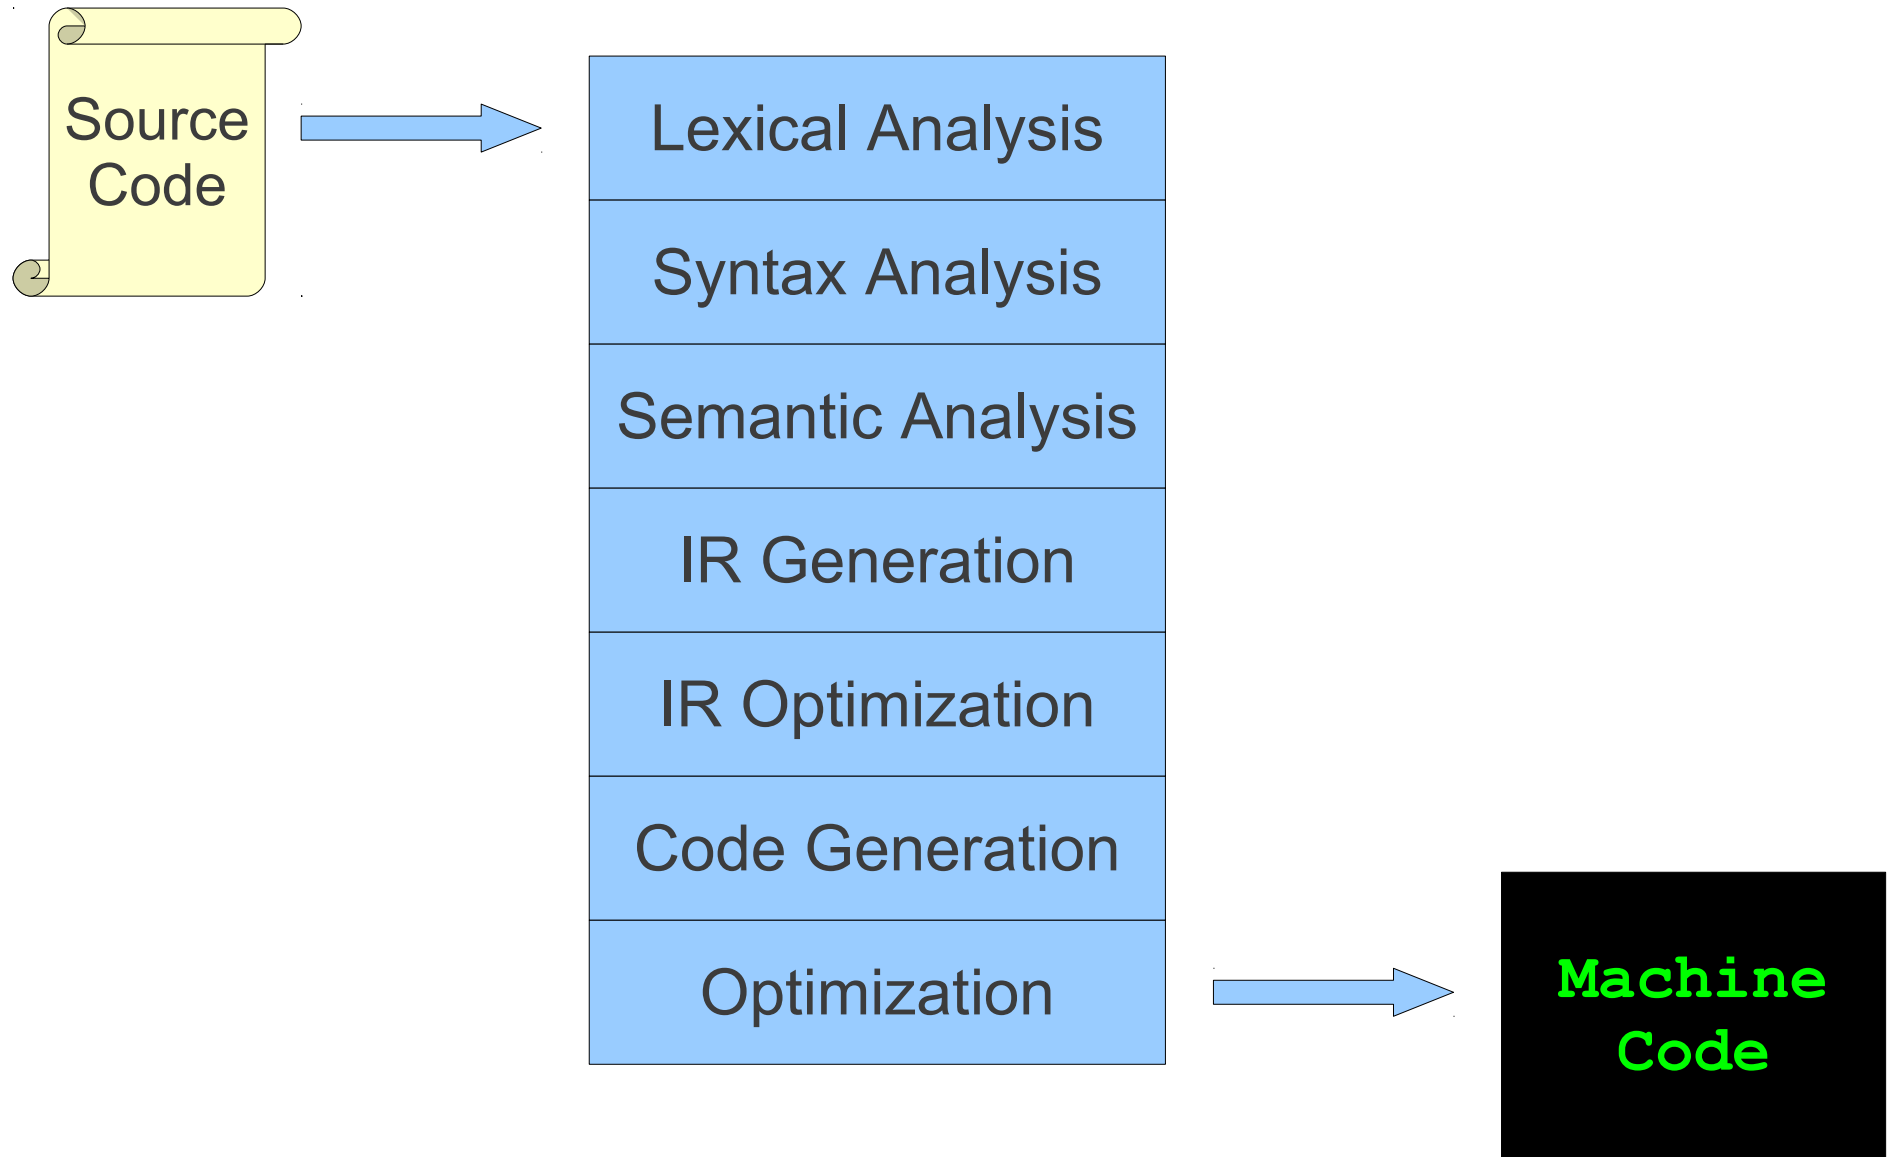 Source
Code
Lexical Analysis
Syntax Analysis
Semantic Analysis
IR Generation
IR Optimization
Code Generation
Optimization
Machine
Code